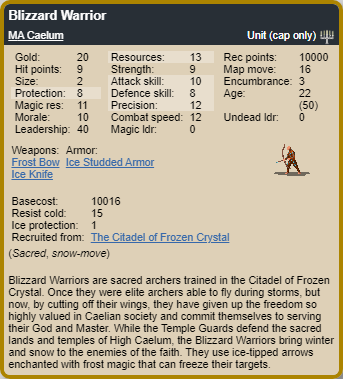 Blizzard Warrior
MA Caelum Unit (cap only)
Gold: 20 Resources: 13 Rec points: 10000
Hit points: 9 Strength: 9 Map move: 16
Size: 2 Attack skill: 10 Encumbrance: 3
Protection: 8 Defence skill: 8 Age: 22
Magic res: 11 Precision: 12 (50)
Morale: 10 Combat speed: 12 Undead ldr: 0
Leadership: 40 Magic ldr: 0
Weapons: Armor:
Frost Bow Ice Studded Armor
Ice Knife
Basecost: 10016
Resist cold: 15
Ice protection: 1
Recruited from: The Citadel of Frozen Crystal
(Sacred, snow-move)
Blizzard Warriors are sacred archers trained in the Citadel of Frozen
Crystal. Once they were elite archers able to fly during storms, but
now, by cutting off their wings, they have given up the freedom so
highly valued in Caelian society and commit themselves to serving
their God and Master. While the Temple Guards defend the sacred
lands and temples of High Caelum, the Blizzard Warriors bring winter
and snow to the enemies of the faith. They use ice-tipped arrows
enchanted with frost magic that can freeze their targets.